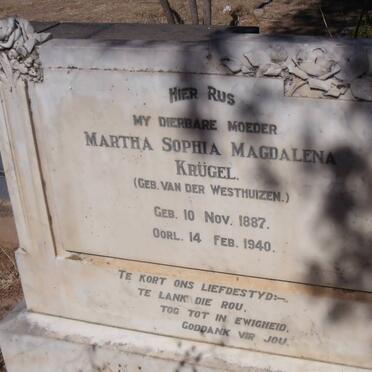 HIER RUS
MY DIERBARE MOEDER
MARTHA SOPHIA MAGDALENA
KRÜGEL.
(GEB. VAN DER WESTHUIZEN.)
GEB. 10 NOV. 1887.
OORL. 14 FEB. 1940.
TE KORT ONS LIEFDESTYD:-.
TE LANK DIE ROU.
TOG TOT IN EWIGHEID.
GODDANK VIR JOU.